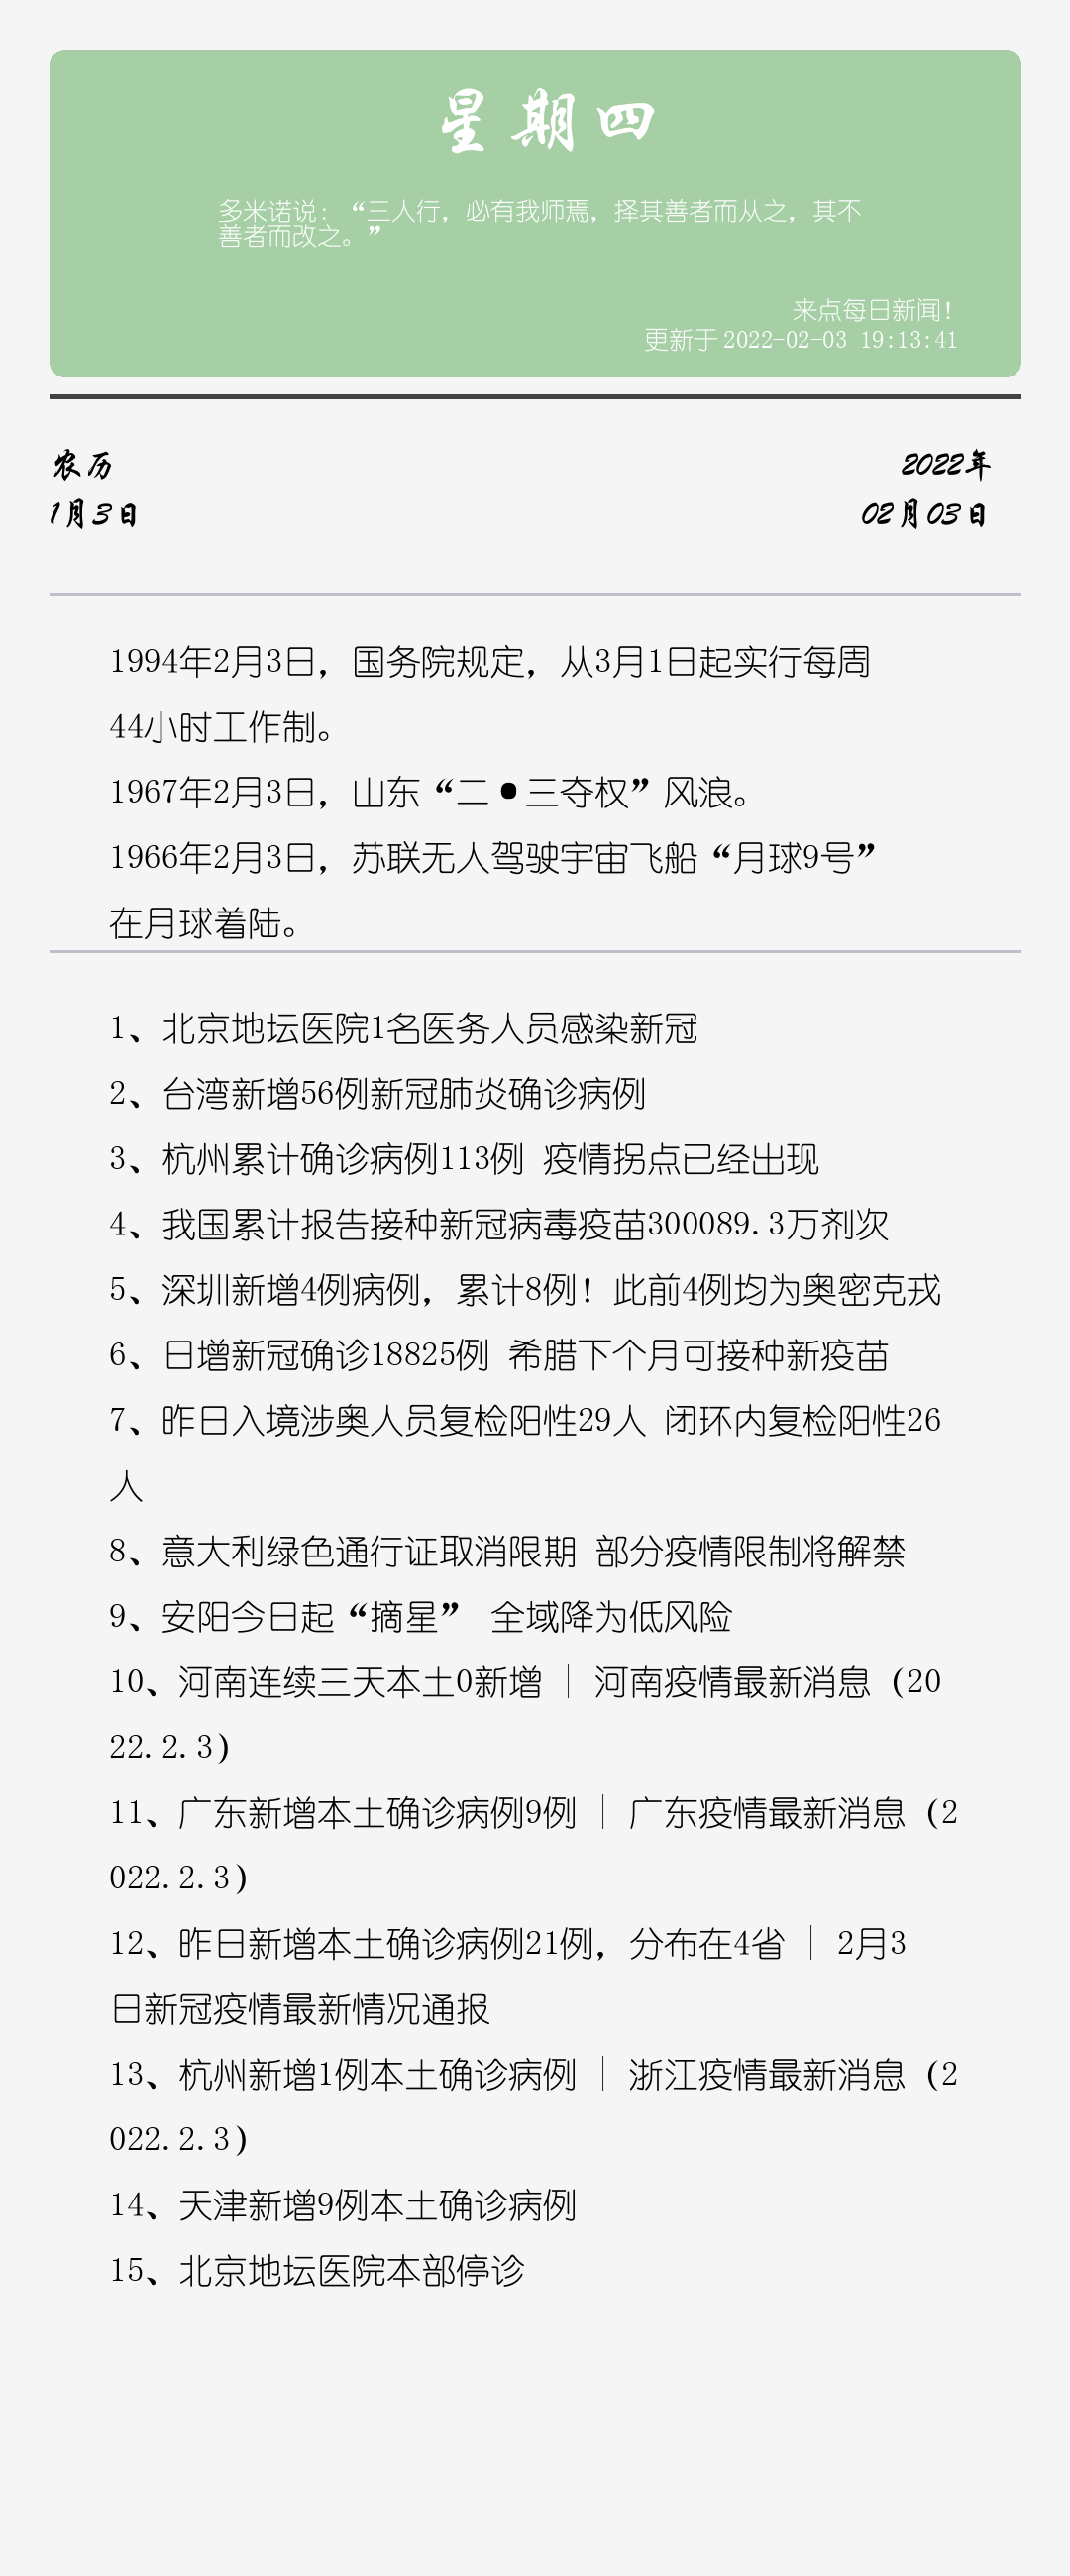 星期四
多米诺说：“三人行，必有我师焉，择其善者而从之，其不
善者而改之。”
来点每日新闻！
更新于 2022-02-03 19:13:41
农历
1月3日
2022年
02月03日
1994年2月3日，国务院规定，从3月1日起实行每周
44小时工作制。
1967年2月3日，山东“二•三夺权”风浪。
1966年2月3日，苏联无人驾驶宇宙飞船“月球9号”
在月球着陆。
1、北京地坛医院1名医务人员感染新冠
2、台湾新增56例新冠肺炎确诊病例
3、杭州累计确诊病例113例 疫情拐点已经出现
4、我国累计报告接种新冠病毒疫苗300089.3万剂次
5、深圳新增4例病例，累计8例！此前4例均为奥密克戎
6、日增新冠确诊18825例 希腊下个月可接种新疫苗
7、昨日入境涉奥人员复检阳性29人 闭环内复检阳性26
人
8、意大利绿色通行证取消限期 部分疫情限制将解禁
9、安阳今日起“摘星” 全域降为低风险
10、河南连续三天本土0新增｜河南疫情最新消息（20
22.2.3）
11、广东新增本土确诊病例9例｜广东疫情最新消息（2
022.2.3）
12、昨日新增本土确诊病例21例，分布在4省｜2月3
日新冠疫情最新情况通报
13、杭州新增1例本土确诊病例｜浙江疫情最新消息（2
022.2.3）
14、天津新增9例本土确诊病例
15、北京地坛医院本部停诊